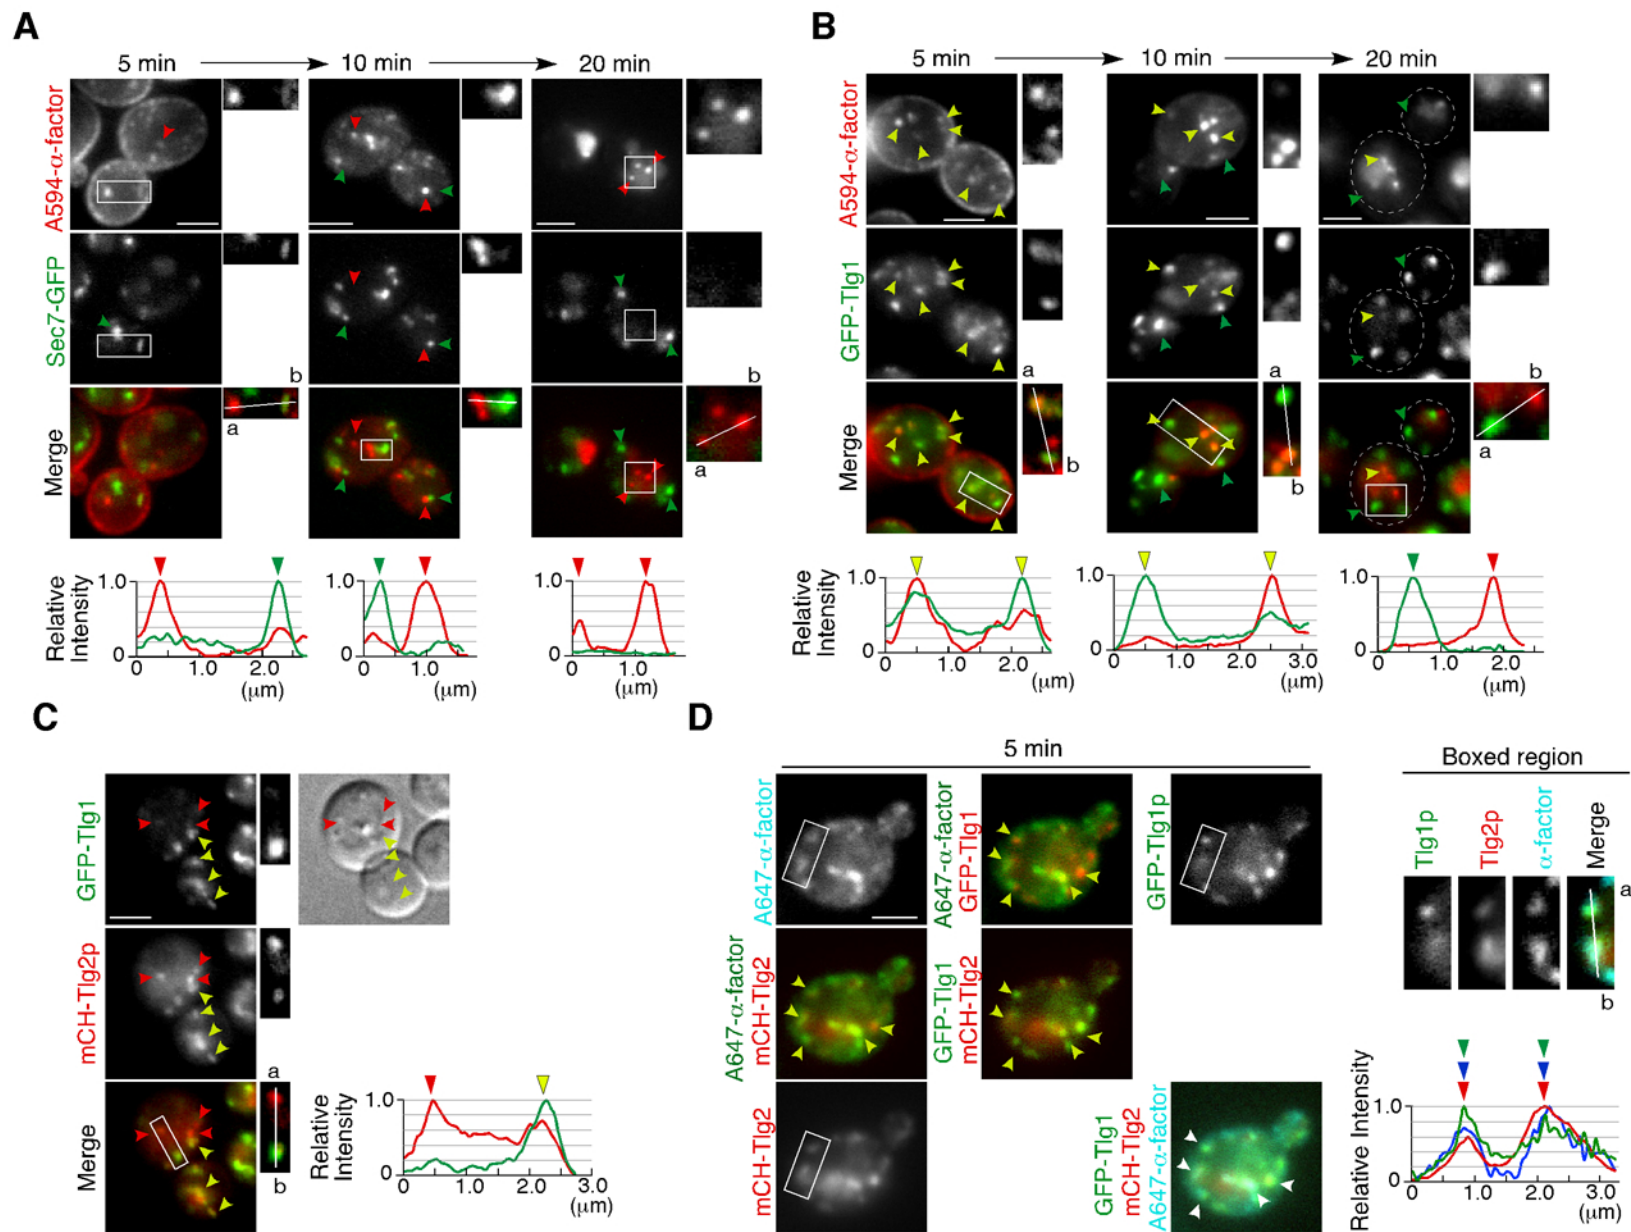 A
5 min
10 min
20 min
A594-α-factor
Sec7-GFP
Merge
b
b
a
a
Relative
Intensity
1.0
0
1.0
2.0
(μm)
1.0
0
0
1.0
(μm)
1.0
0
0
1.0
(μm)
B
5 min
10 min
20 min
A594-α-factor
GFP-Tlg1
Merge
a
a
b
b
b
a
Relative
Intensity
1.0
0
0
1.0
2.0
(μm)
1.0
0
0
1.0
2.0
3.0
(μm)
1.0
0
0
1.0
2.0
(μm)
C
GFP-Tlg1
mCH-Tlg2p
Merge
a
b
Relative
Intensity
1.0
0
0
1.0
2.0
3.0
(μm)
D
5 min
A647-α-factor
A647-α-factor
GFP-Tlg1
GFP-Tlg1p
A647-α-factor
mCH-Tlg2
GFP-Tlg1
mCH-Tlg2
mCH-Tlg2
GFP-Tlg1
mCH-Tlg2
A647-α-factor
Boxed region
Tlg1p
Tlg2p
α-factor
Merge
a
b
Relative Intensity
1.0
0
0
1.0
2.0
3.0
(μm)